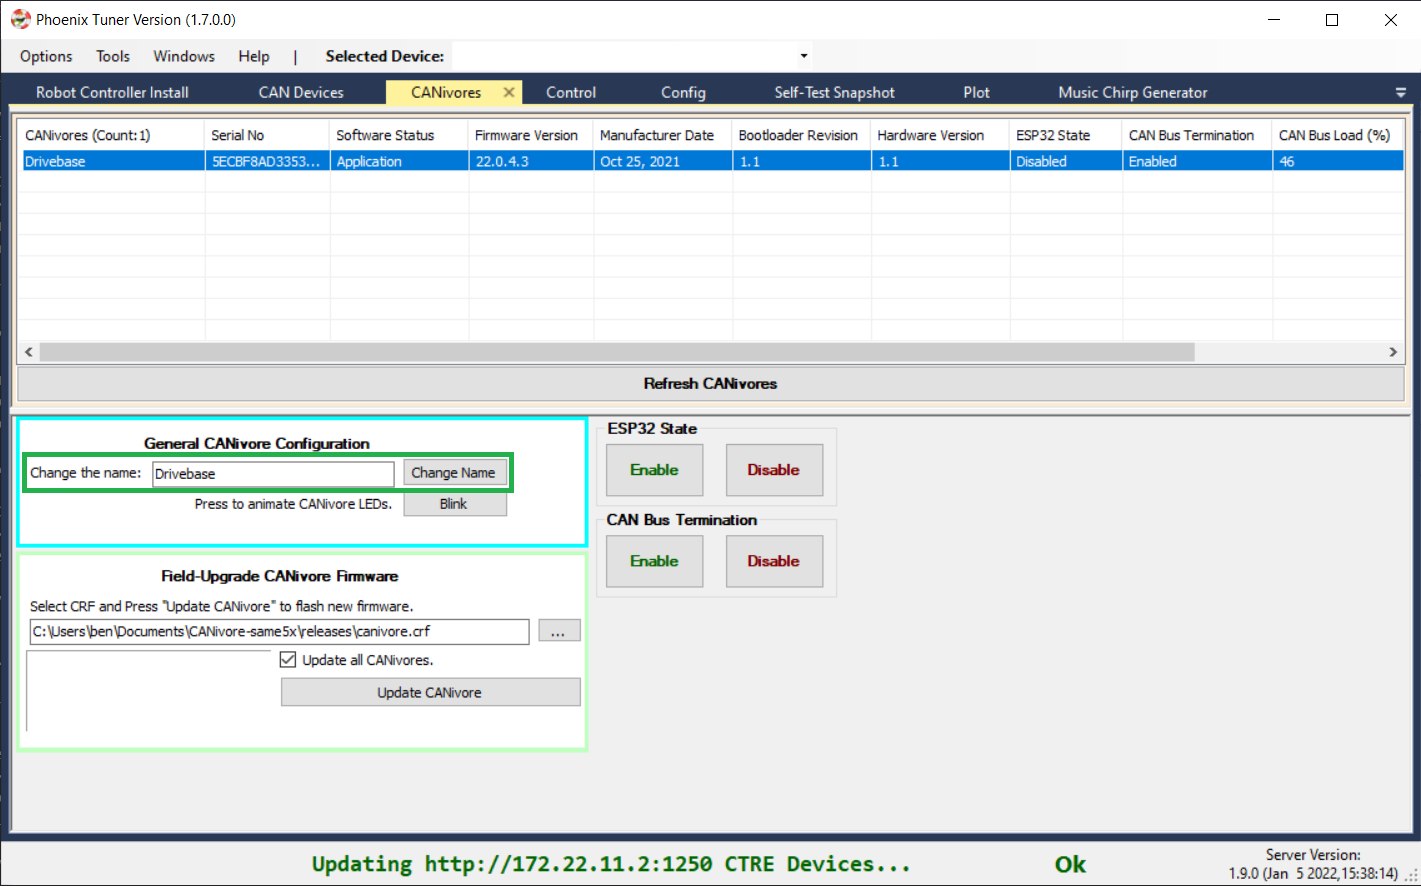 Phoenix Tuner Version (1.7.0.0)
Options Tools Windows Help | Selected Device:
Robot Controller Install CAN Devices CANivores Control Config Self-Test Snapshot Plot Music Chirp Generator
CANivores (Count:1) Serial No Software Status Firmware Version Manufacturer Date Bootloader Revision Hardware Version ESP32 State CAN Bus Termination CAN Bus Load (%)
Drivebase 5ECBF8AD3353... Application 22.0.4.3 Oct 25, 2021 1.1 1.1 Disabled Enabled 46
Refresh CANivores
General CANivore Configuration
Change the name: Drivebase Change Name
Press to animate CANivore LEDs. Blink
ESP32 State
Enable Disable
CAN Bus Termination
Enable Disable
Field-Upgrade CANivore Firmware
Select CRF and Press "Update CANivore" to flash new firmware.
C:\Users\ben\Documents\CANivore-same5x\releases\canivore.crf ...
Update all CANivores.
Update CANivore
Updating http://172.22.11.2:1250 CTRE Devices... Ok
Server Version:
1.9.0 (Jan 5 2022,15:38:14)